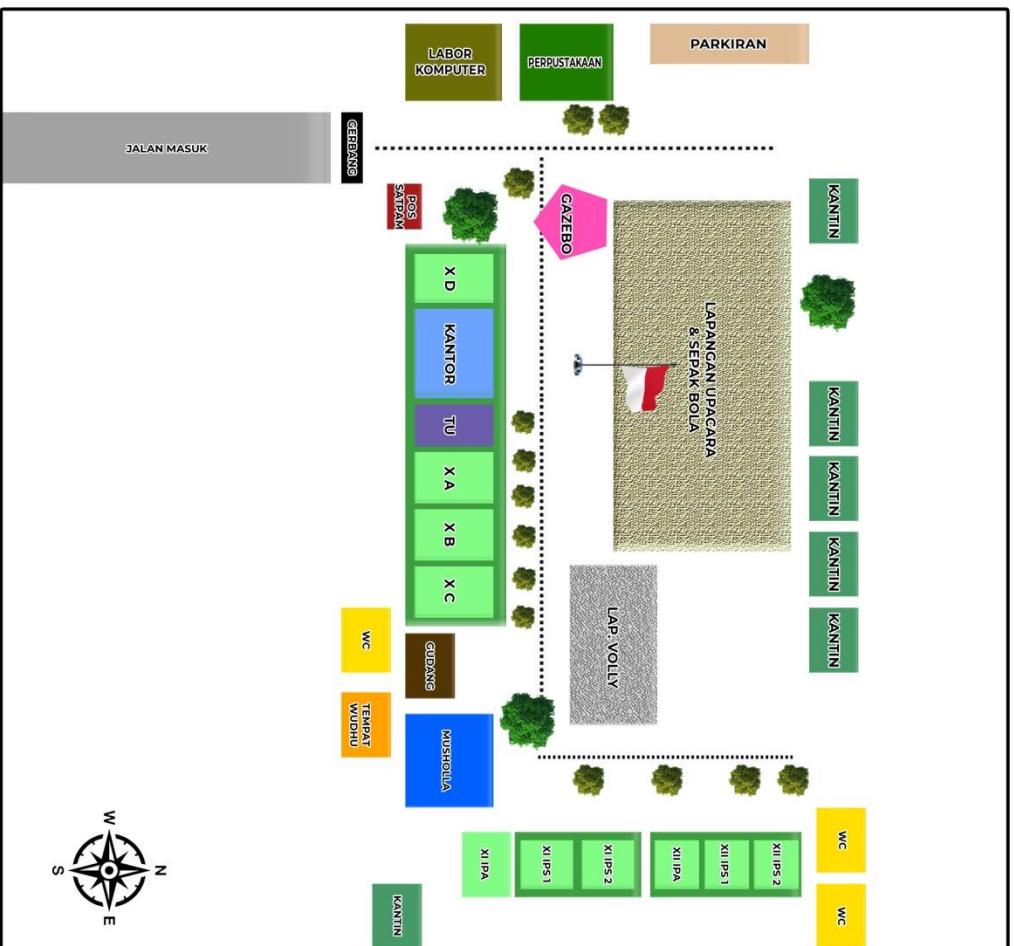 LABOR
KOMPUTER
PERPUSTAKAAN
PARKIRAN
JALAN MASUK
GERBANG
POS
SATPAM
GAZEBO
KANTIN
X D
KANTOR
TU
X A
X B
X C
LAPANGAN UPACARA
& SEPAK BOLA
KANTIN
KANTIN
KANTIN
KANTIN
LAP. VOLLY
WC
GUDANG
TEMPAT
WUDHU
MUSHOLLA
XI IPA
XI IPS 1
XI IPS 2
XII IPA
XII IPS 1
XII IPS 2
WC
WC
KANTIN
W
N
S
E